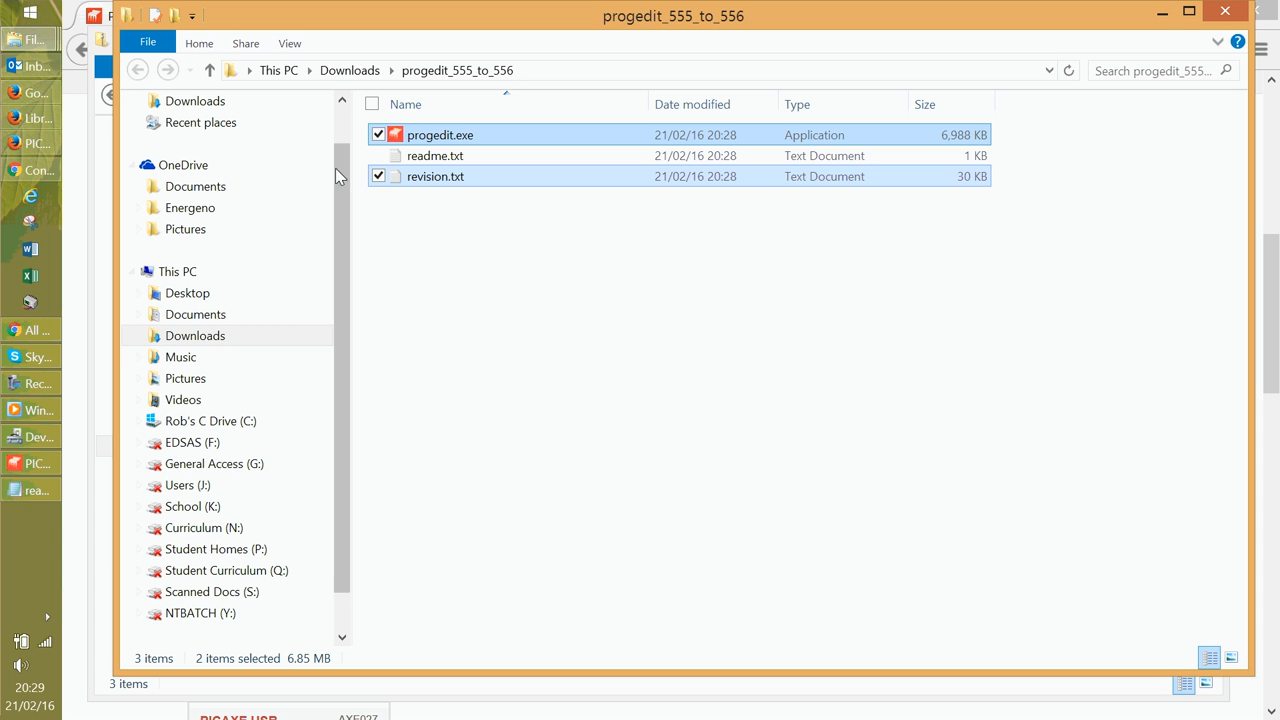 progedit_555_to_556
File Home Share View
This PC Downloads progedit_555_to_556
Search progedit_555...
Name Date modified Type Size
progedit.exe 21/02/16 20:28 Application 6,988 KB
readme.txt 21/02/16 20:28 Text Document 1 KB
revision.txt 21/02/16 20:28 Text Document 30 KB
Downloads
Recent places
OneDrive
Documents
Energeno
Pictures
This PC
Desktop
Documents
Downloads
Music
Pictures
Videos
Rob's C Drive (C:)
EDSAS (F:)
General Access (G:)
Users (J:)
School (K:)
Curriculum (N:)
Student Homes (P:)
Student Curriculum (Q:)
Scanned Docs (S:)
NTBATCH (Y:)
3 items 2 items selected 6.85 MB
3 items
PICAXE USB AXE027
Fil...
Inb...
Go...
Libr...
PIC...
Con...
All ...
Sky...
Rec...
Win...
Dev...
PIC...
rea...
20:29
21/02/16